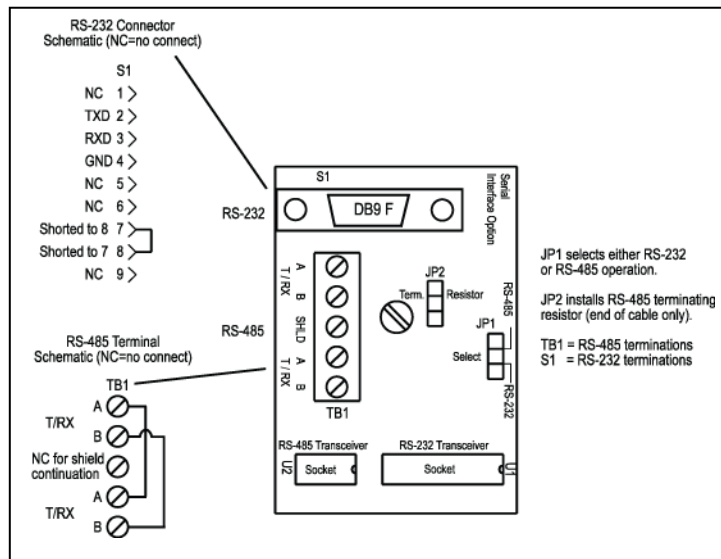 RS-232 Connector
Schematic (NC=no connect)
S1
NC 1
TXD 2
RXD 3
GND 4
NC 5
NC 6
Shorted to 8 7
Shorted to 7 8
NC 9
RS-485 Terminal
Schematic (NC=no connect)
TB1
A
T/RX
B
NC for shield
continuation
A
T/RX
B
S1
Serial
Interface Option
RS-232
DB9 F
RS-485
A
T/RX
B
SHLD
A
T/RX
B
TB1
JP2
Term. Resistor
RS-485
JP1
Select
RS-232
RS-485 Transceiver
U2
Socket
RS-232 Transceiver
Socket
U1
JP1 selects either RS-232
or RS-485 operation.
JP2 installs RS-485 terminating
resistor (end of cable only).
TB1 = RS-485 terminations
S1 = RS-232 terminations